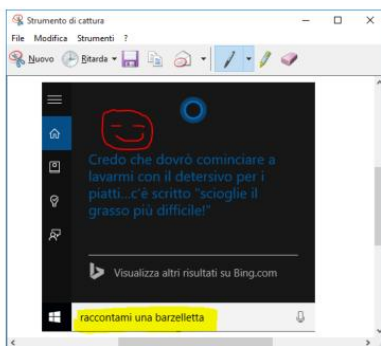 Strumento di cattura
File Modifica Strumenti ?
Nuovo Ritarda
Credo che dovrò cominciare a
lavarmi con il detersivo per i
piatti...c'è scritto "scioglie il
grasso più difficile!"
Visualizza altri risultati su Bing.com
raccontami una barzelletta